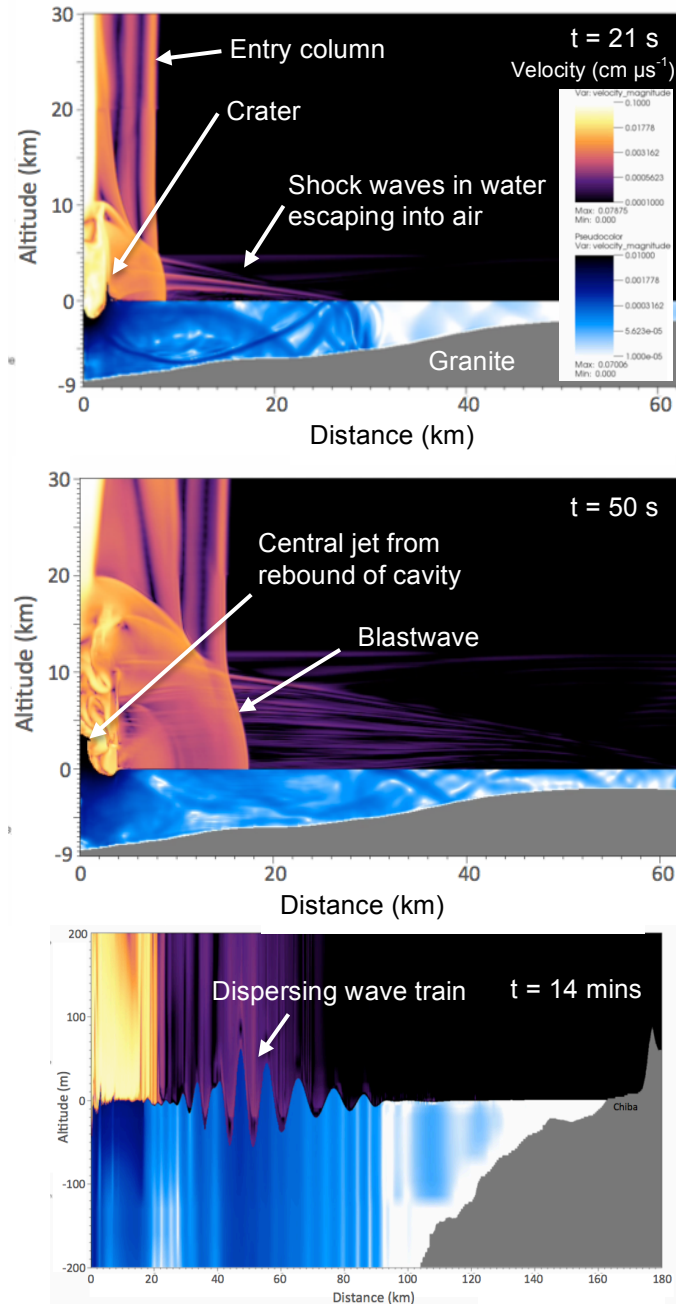 t = 21 s
Velocity (cm µs⁻¹)
Var: velocity_magnitude
0.1000
0.01778
0.003162
0.0005623
0.0001000
Max: 0.07875
Min: 0.000
Pseudocolor
Var: velocity_magnitude
0.01000
0.001778
0.0003162
5.623e-05
1.000e-05
Max: 0.07006
Min: 0.000
Entry column
Crater
Shock waves in water
escaping into air
Granite
Altitude (km)
30
20
10
0
-9
0
20
40
60
Distance (km)
t = 50 s
Central jet from
rebound of cavity
Blastwave
Altitude (km)
30
20
10
0
-9
0
20
40
60
Distance (km)
t = 14 mins
Dispersing wave train
Chiba
Altitude (m)
200
100
0
-100
-200
0
20
40
60
80
100
120
140
160
180
Distance (km)